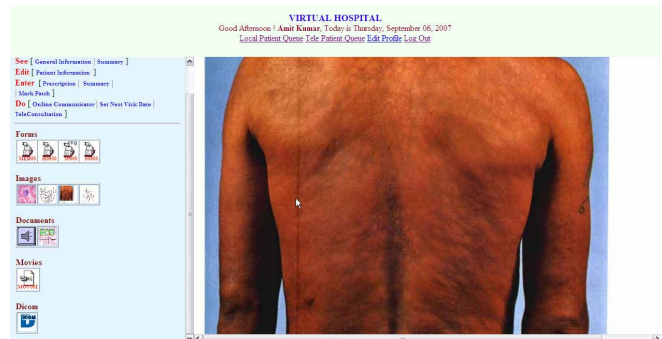 VIRTUAL HOSPITAL
Good Afternoon ! Amit Kumar, Today is Thursday, September 06, 2007
Local Patient Queue Tele Patient Queue Edit Profile Log Out
See [ General Information | Summary ]
Edit [ Patient Information ]
Enter [ Prescription | Summary |
| Mark Patch ]
Do [ Online Communicator | Set Next Visit Date |
TeleConsultation ]
Forms
Images
Documents
ECG
Movies
MOV001
Dicom